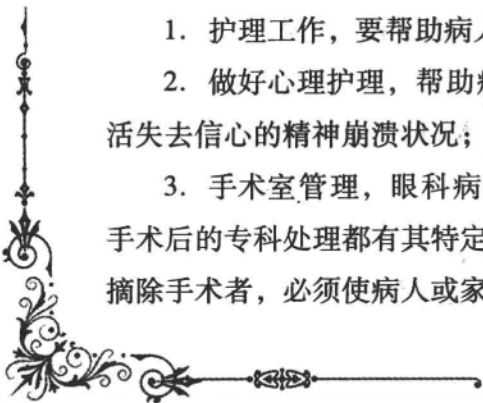 1. 护理工作，要帮助病
2. 做好心理护理，帮助
活失去信心的精神崩溃状况；
3. 手术室管理，眼科病
手术后的专科处理都有其特定
摘除手术者，必须使病人或家